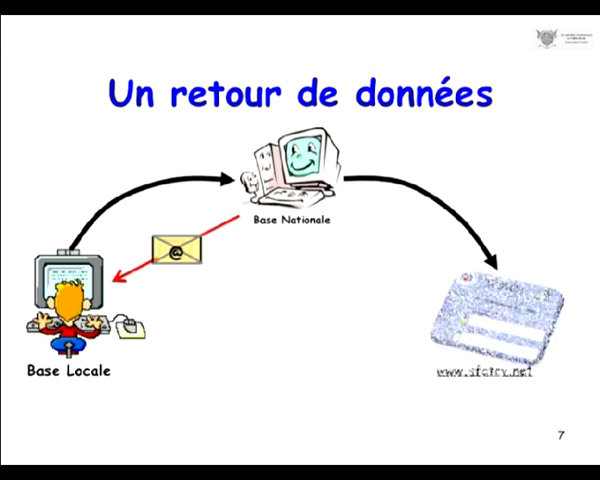 Un retour de données
Base Nationale
@
Base Locale
7